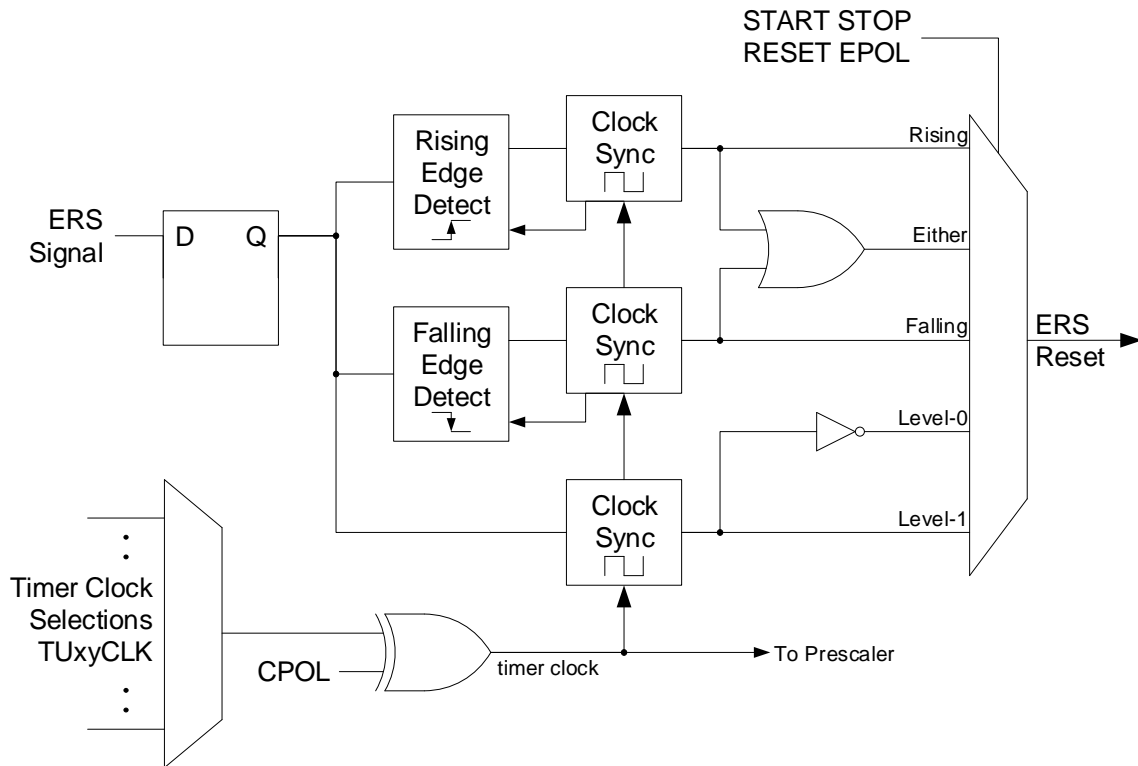 START STOP
RESET EPOL
Rising
Edge
Detect
Clock
Sync
Rising
ERS
Signal
D
Q
Either
Falling
Edge
Detect
Clock
Sync
Falling
ERS
Reset
Level-0
Clock
Sync
Level-1
Timer Clock
Selections
TUxyCLK
CPOL
timer clock
To Prescaler